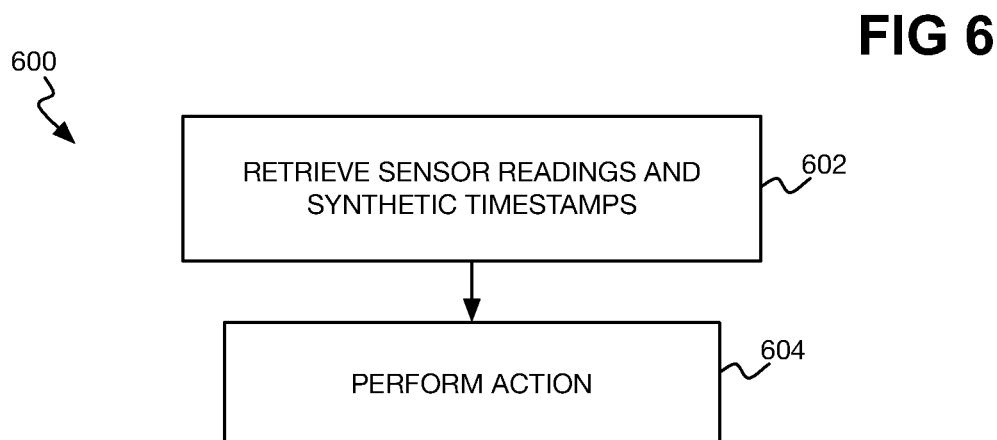 FIG 6
600
RETRIEVE SENSOR READINGS AND
SYNTHETIC TIMESTAMPS
602
PERFORM ACTION
604